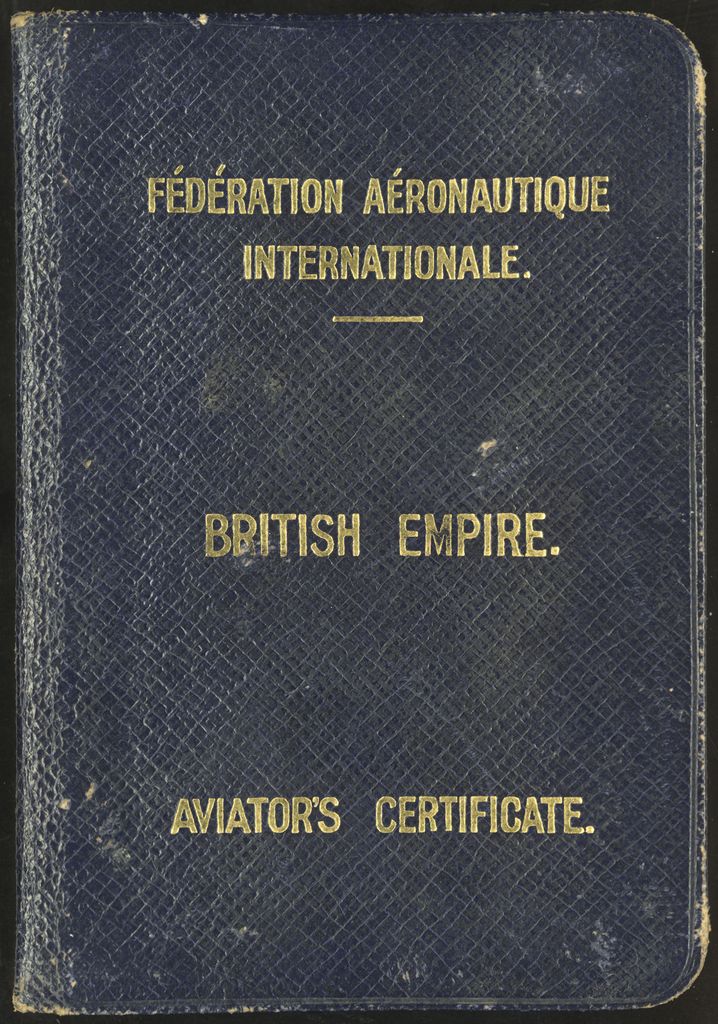 FÉDÉRATION AÉRONAUTIQUE
INTERNATIONALE.
BRITISH EMPIRE.
AVIATOR'S CERTIFICATE.